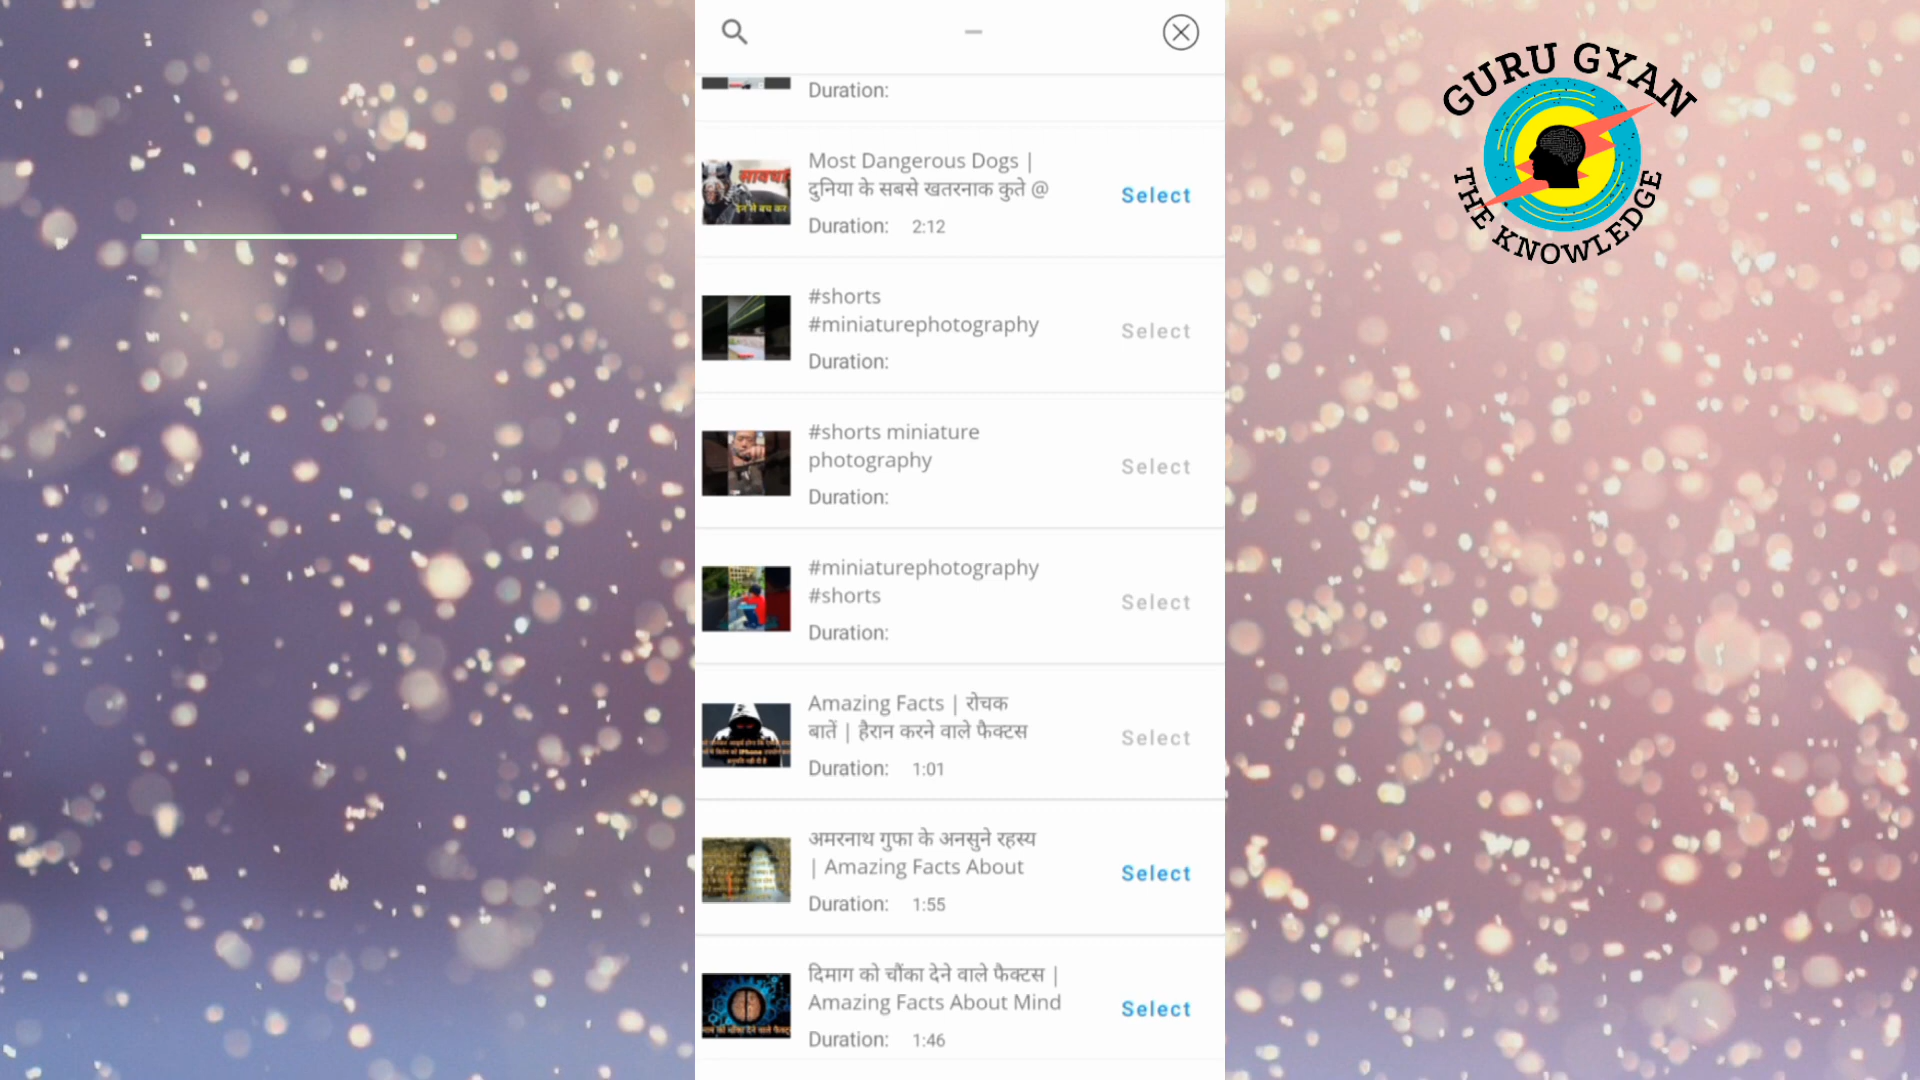 Duration:
Most Dangerous Dogs |
दुनिया के सबसे खतरनाक कुते @
Duration: 2:12
Select
#shorts
#miniaturephotography
Duration:
Select
#shorts miniature
photography
Duration:
Select
#miniaturephotography
#shorts
Duration:
Select
Amazing Facts | रोचक
बातें | हैरान करने वाले फैक्टस
Duration: 1:01
Select
अमरनाथ गुफा के अनसुने रहस्य
| Amazing Facts About
Duration: 1:55
Select
दिमाग को चौंका देने वाले फैक्टस |
Amazing Facts About Mind
Duration: 1:46
Select
GURU GYAN
THE KNOWLEDGE